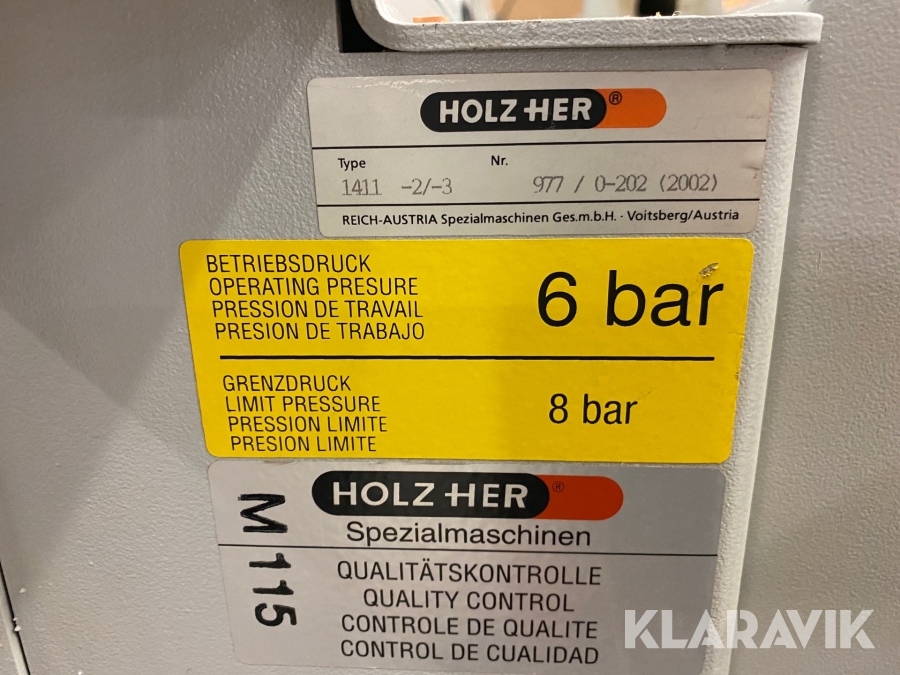 HOLZ-HER®
Type Nr.
1411 -2/-3 977 / 0-202 (2002)
REICH-AUSTRIA Spezialmaschinen Ges.m.b.H. · Voitsberg/Austria
BETRIEBSDRUCK
OPERATING PRESURE
PRESSION DE TRAVAIL
PRESION DE TRABAJO
6 bar
GRENZDRUCK
LIMIT PRESSURE
PRESSION LIMITE
PRESION LIMITE
8 bar
HOLZ-HER®
Spezialmaschinen
M 115
QUALITÄTSKONTROLLE
QUALITY CONTROL
CONTROLE DE QUALITE
CONTROL DE CUALIDAD
KLARAVIK